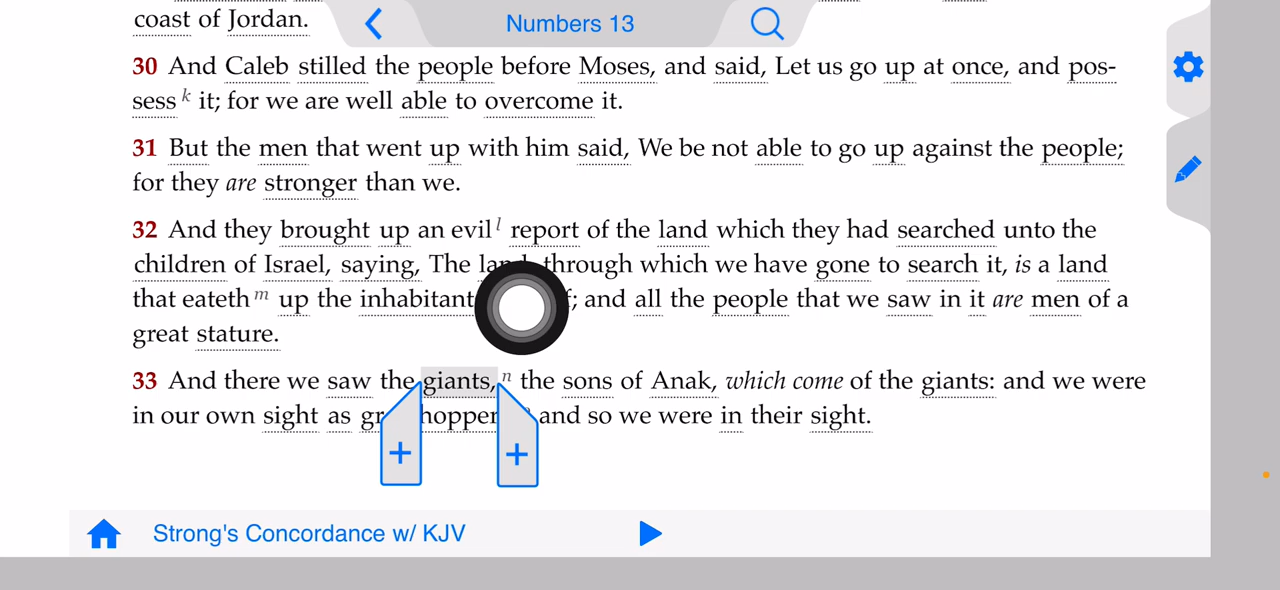 coast of Jordan.
Numbers 13
30 And Caleb stilled the people before Moses, and said, Let us go up at once, and pos-
sess k it; for we are well able to overcome it.
31 But the men that went up with him said, We be not able to go up against the people;
for they are stronger than we.
32 And they brought up an evil l report of the land which they had searched unto the
children of Israel, saying, The through which we have gone to search it, is a land
that eateth m up the and all the people that we saw in it are men of a
great stature.
33 And there we saw the giants, n the sons of Anak, which come of the giants: and we were
in our own sight as and so we were in their sight.
+ +
Strong's Concordance w/ KJV